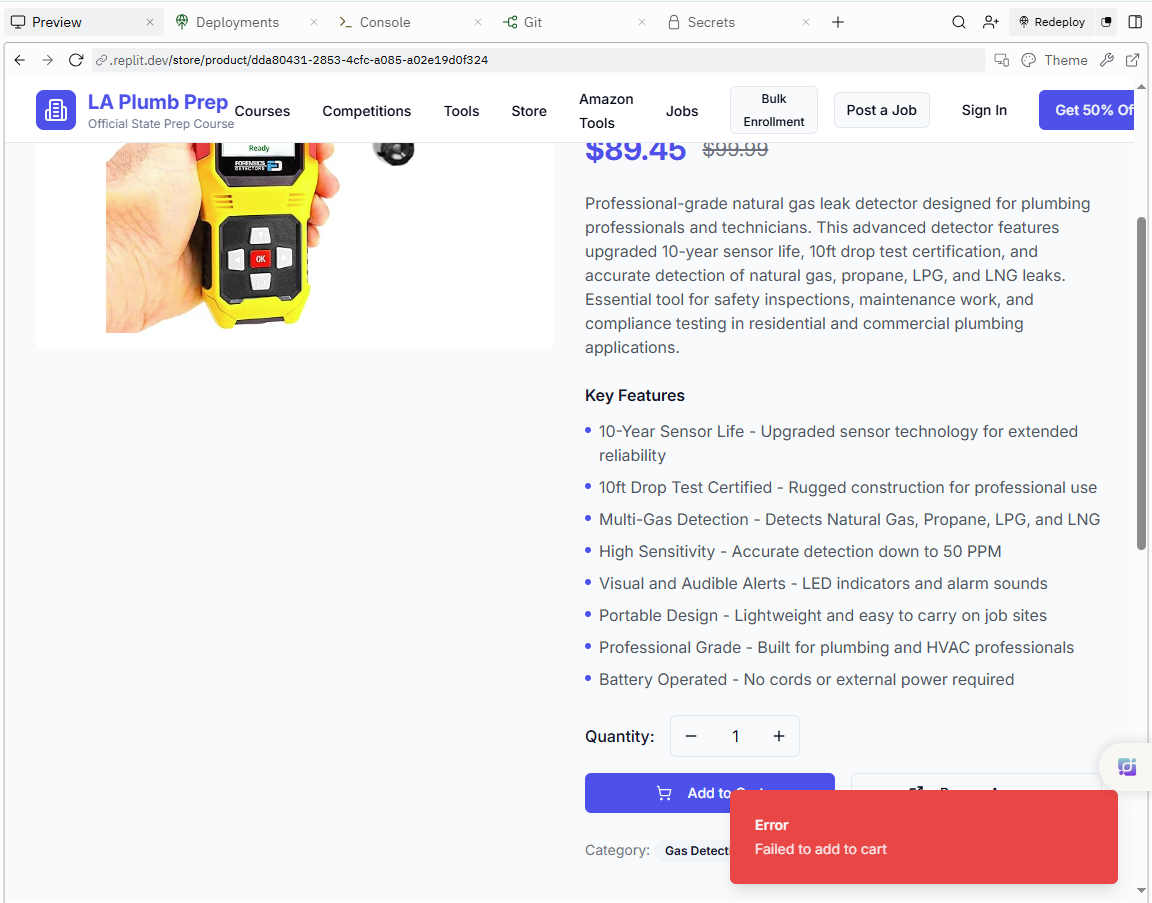 Preview
Deployments
Console
Git
Secrets
Redeploy
.replit.dev/store/product/dda80431-2853-4cfc-a085-a02e19d0f324
Theme
LA Plumb Prep
Official State Prep Course
Courses
Competitions
Tools
Store
Amazon
Tools
Jobs
Bulk
Enrollment
Post a Job
Sign In
Get 50% Of
Ready
FORENSICS
DETECTORS
OK
$89.45 $99.99
Professional-grade natural gas leak detector designed for plumbing
professionals and technicians. This advanced detector features
upgraded 10-year sensor life, 10ft drop test certification, and
accurate detection of natural gas, propane, LPG, and LNG leaks.
Essential tool for safety inspections, maintenance work, and
compliance testing in residential and commercial plumbing
applications.
Key Features
10-Year Sensor Life - Upgraded sensor technology for extended
reliability
10ft Drop Test Certified - Rugged construction for professional use
Multi-Gas Detection - Detects Natural Gas, Propane, LPG, and LNG
High Sensitivity - Accurate detection down to 50 PPM
Visual and Audible Alerts - LED indicators and alarm sounds
Portable Design - Lightweight and easy to carry on job sites
Professional Grade - Built for plumbing and HVAC professionals
Battery Operated - No cords or external power required
Quantity: 1
Add to
Category: Gas Detect
Error
Failed to add to cart